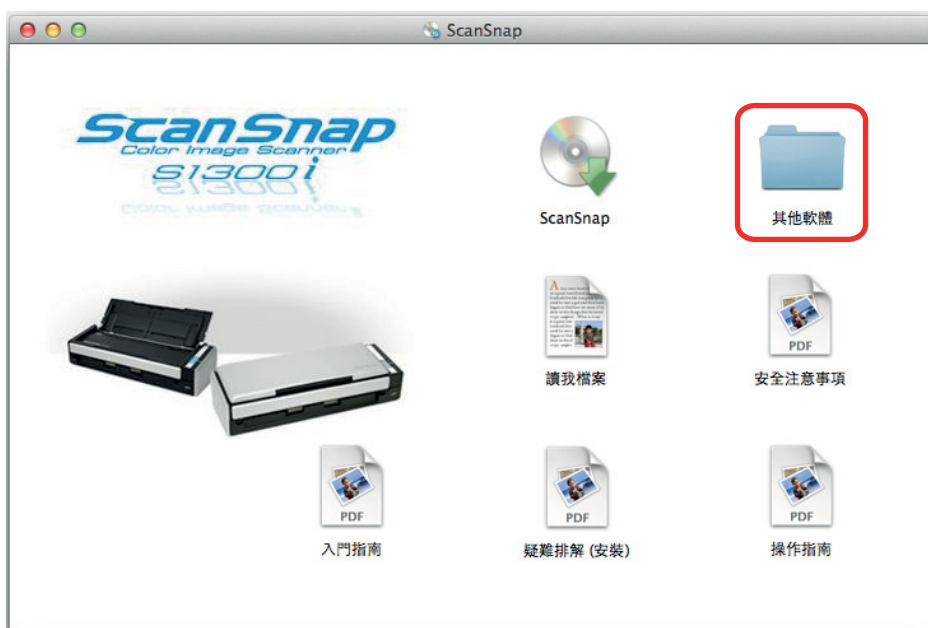 ScanSnap
ScanSnap
Color Image Scanner
S1300i
ScanSnap
其他軟體
讀我檔案
PDF
安全注意事項
PDF
入門指南
PDF
疑難排解 (安裝)
PDF
操作指南